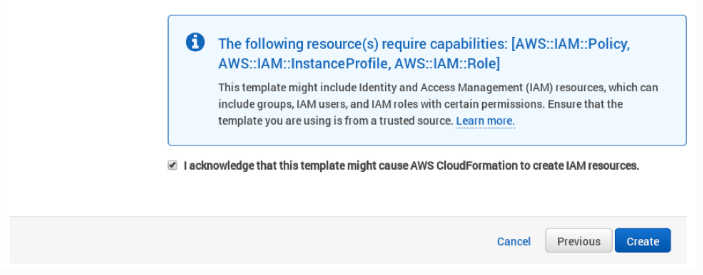 The following resource(s) require capabilities: [AWS::IAM::Policy,
AWS::IAM::InstanceProfile, AWS::IAM::Role]
This template might include Identity and Access Management (IAM) resources, which can
include groups, IAM users, and IAM roles with certain permissions. Ensure that the
template you are using is from a trusted source. Learn more.
I acknowledge that this template might cause AWS CloudFormation to create IAM resources.
Cancel Previous Create